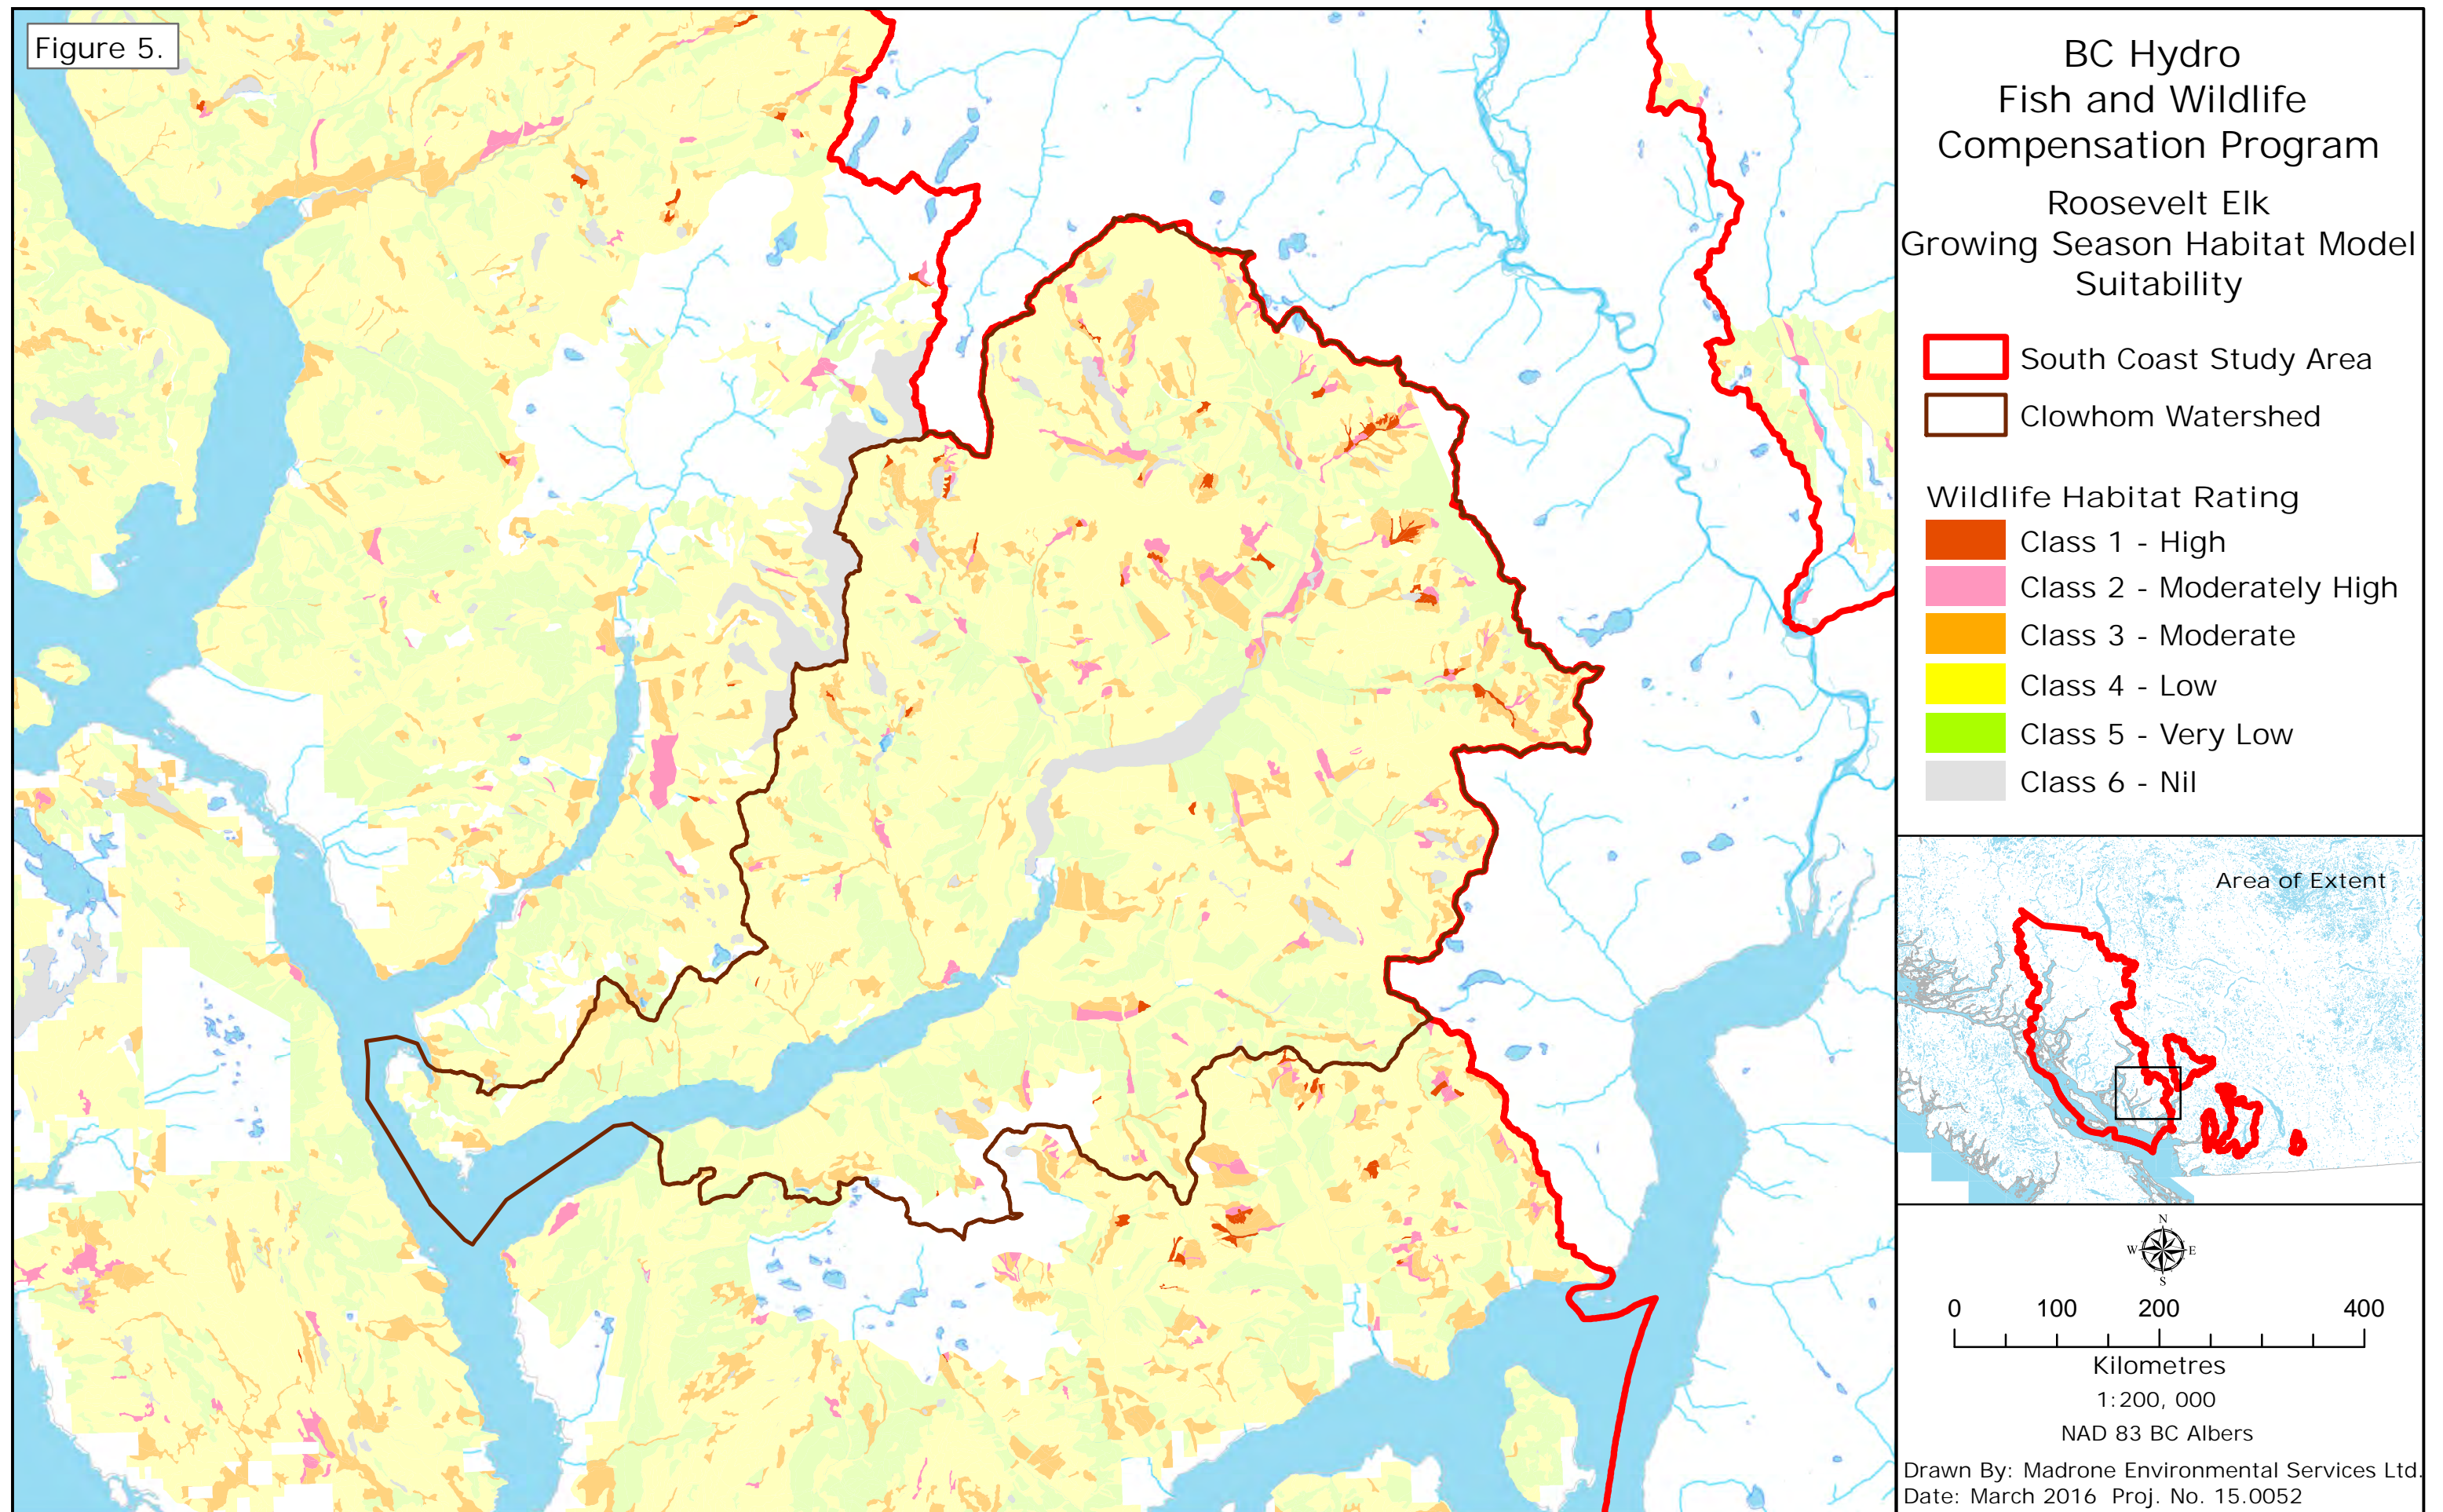 Figure 5.
BC Hydro
Fish and Wildlife
Compensation Program
Roosevelt Elk
Growing Season Habitat Model
Suitability
South Coast Study Area
Clowhom Watershed
Wildlife Habitat Rating
Class 1 - High
Class 2 - Moderately High
Class 3 - Moderate
Class 4 - Low
Class 5 - Very Low
Class 6 - Nil
Area of Extent
N
W E
S
0 100 200 400
Kilometres
1:200, 000
NAD 83 BC Albers
Drawn By: Madrone Environmental Services Ltd.
Date: March 2016 Proj. No. 15.0052